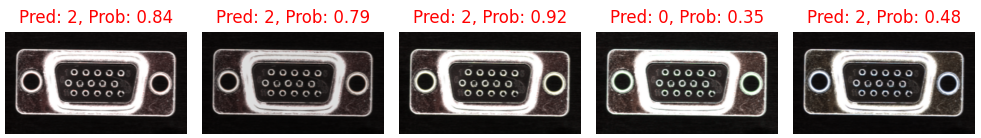 Pred: 2, Prob: 0.84
Pred: 2, Prob: 0.79
Pred: 2, Prob: 0.92
Pred: 0, Prob: 0.35
Pred: 2, Prob: 0.48